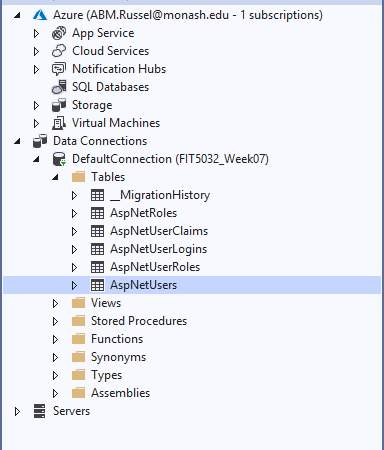 Azure (ABM.Russel@monash.edu - 1 subscriptions)
App Service
Cloud Services
Notification Hubs
SQL Databases
Storage
Virtual Machines
Data Connections
DefaultConnection (FIT5032_Week07)
Tables
__MigrationHistory
AspNetRoles
AspNetUserClaims
AspNetUserLogins
AspNetUserRoles
AspNetUsers
Views
Stored Procedures
Functions
Synonyms
Types
Assemblies
Servers